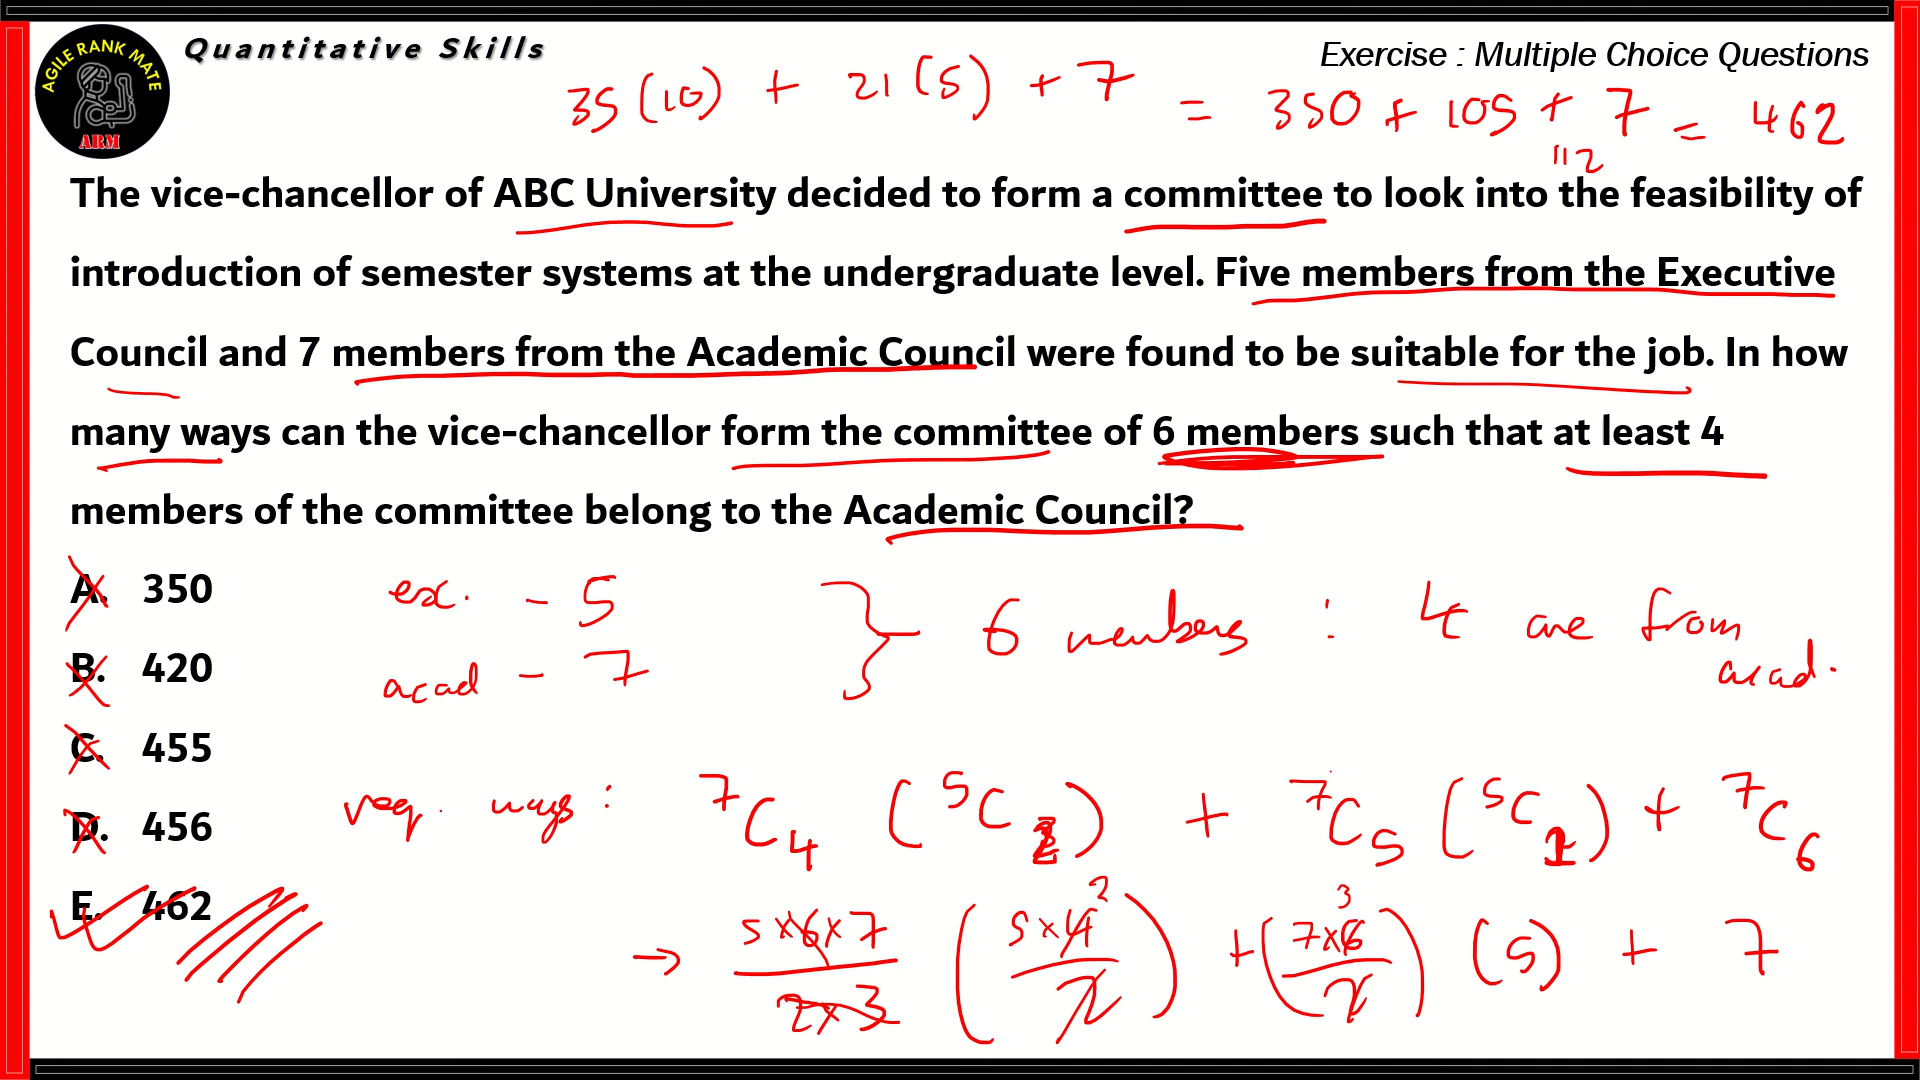 AGILE RANK MATE
ARM
Quantitative Skills
Exercise : Multiple Choice Questions
35 (10) + 21 (5) + 7 = 350 + 105 + 7 = 462
112
The vice-chancellor of ABC University decided to form a committee to look into the feasibility of
introduction of semester systems at the undergraduate level. Five members from the Executive
Council and 7 members from the Academic Council were found to be suitable for the job. In how
many ways can the vice-chancellor form the committee of 6 members such that at least 4
members of the committee belong to the Academic Council?
A. 350
B. 420
C. 455
D. 456
E. 462
ex. - 5
acad - 7
6 members : 4 are from
acad.
req. ways : ⁷C₄ (⁵C₂) + ⁷C₅ (⁵C₁) + ⁷C₆
→ 5×6×7 / 2×3 (5×4 2 / 2) + (7×6 3 / 2) (5) + 7